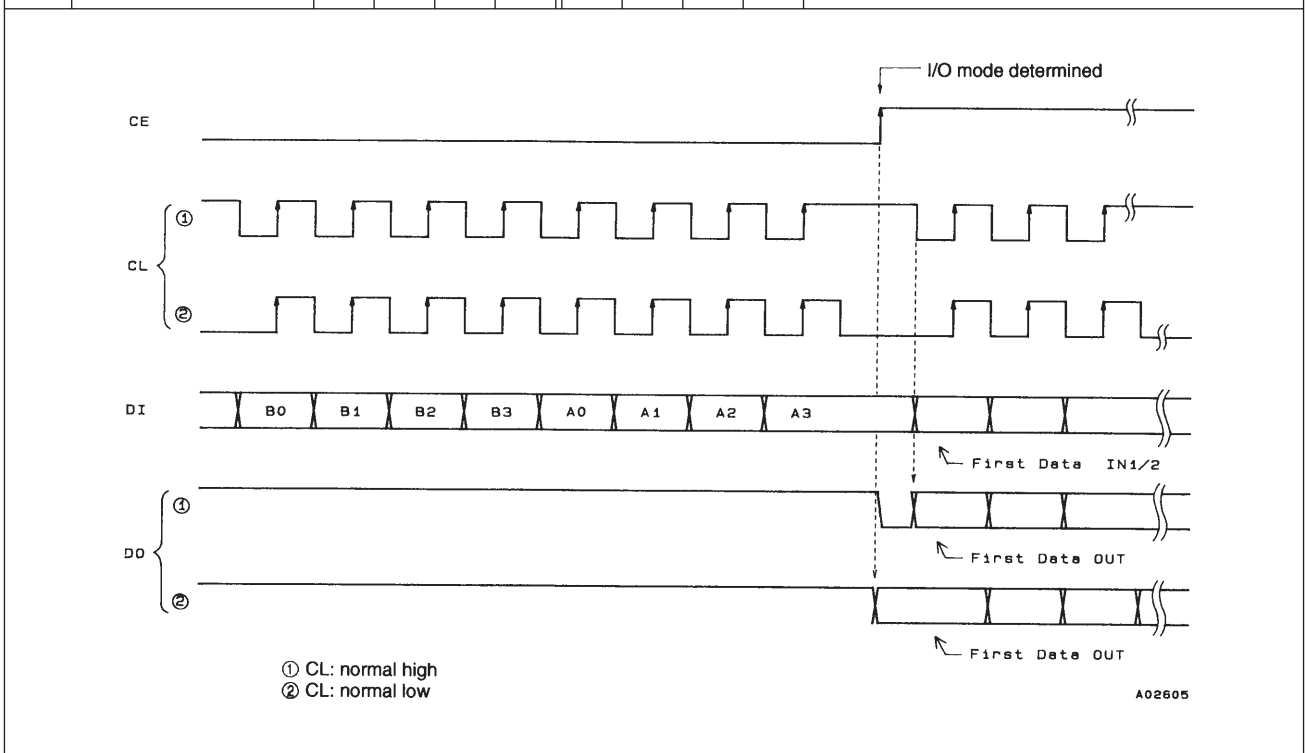 I/O mode determined
CE
①
CL
②
DI B0 B1 B2 B3 A0 A1 A2 A3
First Data IN1/2
①
First Data OUT
DO
②
First Data OUT
① CL: normal high
② CL: normal low
A02605